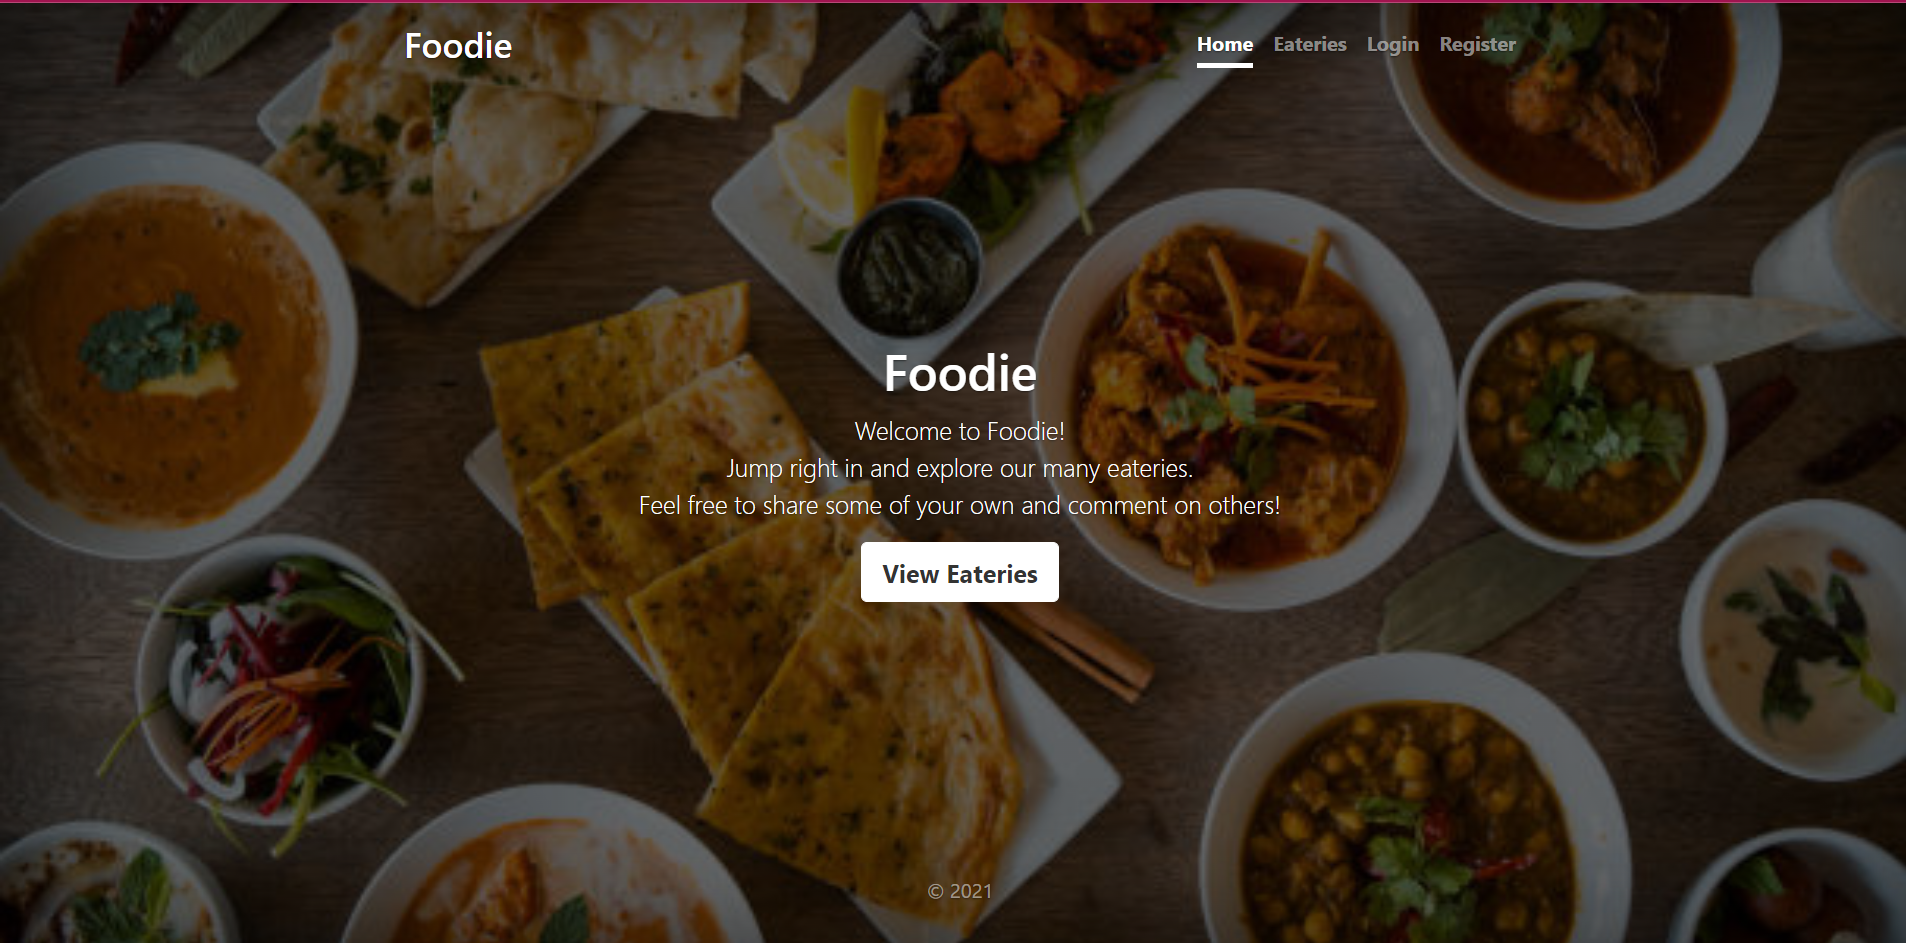 Foodie
Home Eateries Login Register
Foodie
Welcome to Foodie!
Jump right in and explore our many eateries.
Feel free to share some of your own and comment on others!
View Eateries
© 2021